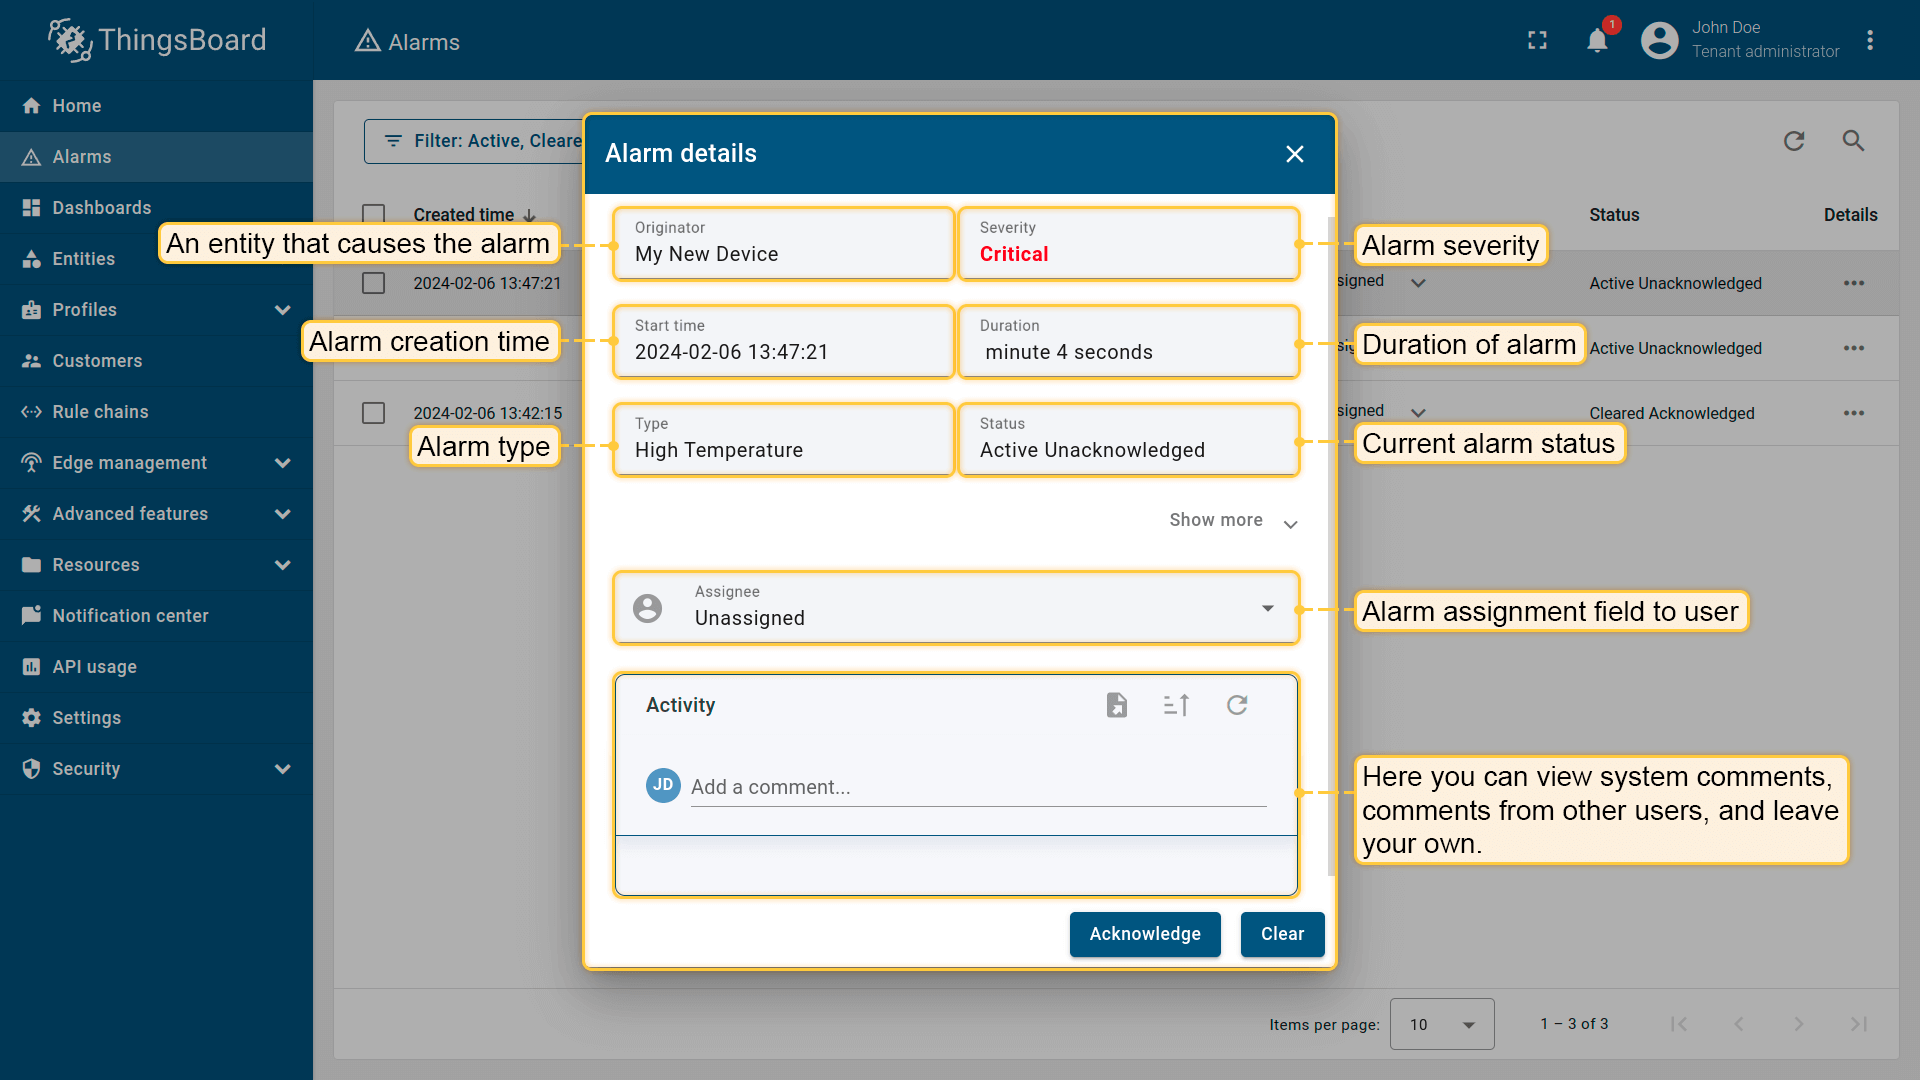 ThingsBoard
Alarms
1
John Doe
Tenant administrator
Home
Alarms
Dashboards
Entities
Profiles
Customers
Rule chains
Edge management
Advanced features
Resources
Notification center
API usage
Settings
Security
Filter: Active, Cleare
Created time
Status
Details
2024-02-06 13:47:21
signed
Active Unacknowledged
Active Unacknowledged
2024-02-06 13:42:15
signed
Cleared Acknowledged
Alarm details
An entity that causes the alarm
Originator
My New Device
Severity
Critical
Alarm severity
Alarm creation time
Start time
2024-02-06 13:47:21
Duration
minute 4 seconds
Duration of alarm
Alarm type
Type
High Temperature
Status
Active Unacknowledged
Current alarm status
Show more
Assignee
Unassigned
Alarm assignment field to user
Activity
JD
Add a comment...
Here you can view system comments,
comments from other users, and leave
your own.
Acknowledge
Clear
Items per page:
10
1 – 3 of 3